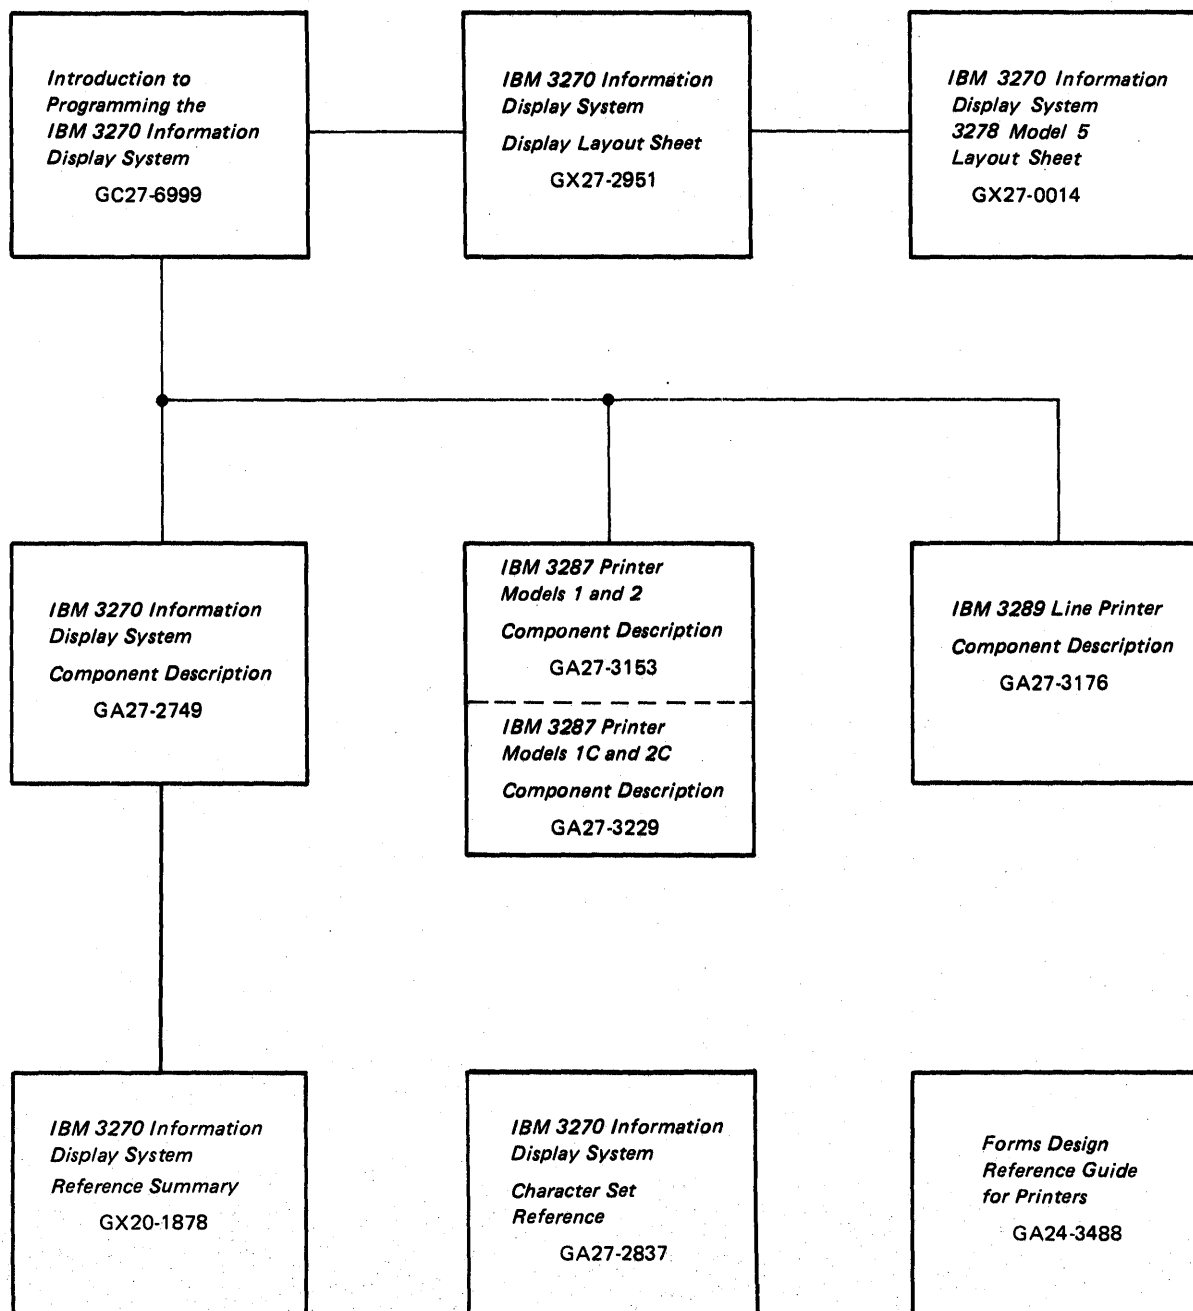 Introduction to
Programming the
IBM 3270 Information
Display System
GC27-6999
IBM 3270 Information
Display System
Display Layout Sheet
GX27-2951
IBM 3270 Information
Display System
3278 Model 5
Layout Sheet
GX27-0014
IBM 3270 Information
Display System
Component Description
GA27-2749
IBM 3287 Printer
Models 1 and 2
Component Description
GA27-3153
IBM 3287 Printer
Models 1C and 2C
Component Description
GA27-3229
IBM 3289 Line Printer
Component Description
GA27-3176
IBM 3270 Information
Display System
Reference Summary
GX20-1878
IBM 3270 Information
Display System
Character Set
Reference
GA27-2837
Forms Design
Reference Guide
for Printers
GA24-3488